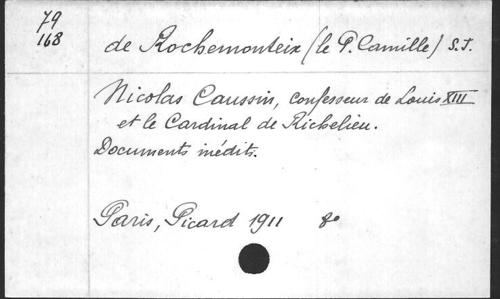 79
168
de Rochemonteix (le P. Camille) S.J.
Nicolas Caussin, confesseur de Louis XIII
et le Cardinal de Richelieu.
Documents inédits.
Paris, Picard 1911 8º